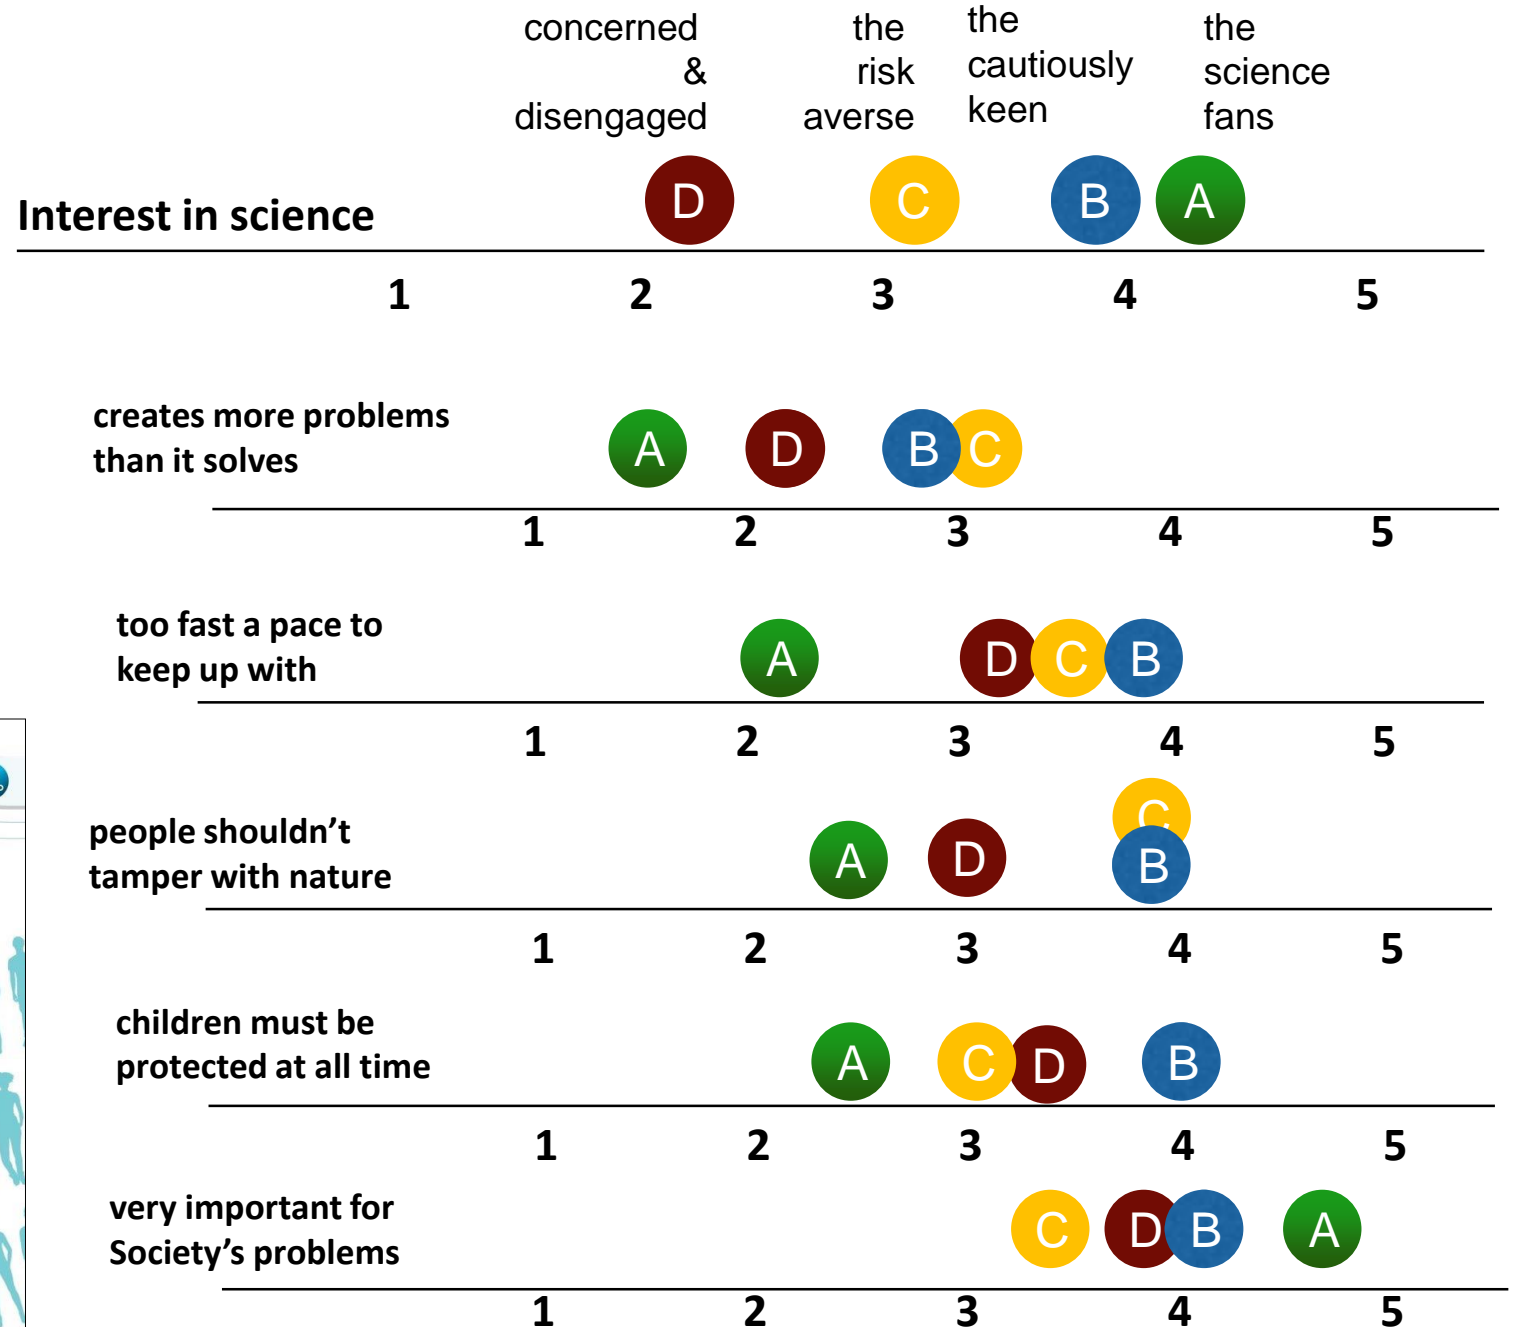 concerned
&
disengaged
the
risk
averse
the
cautiously
keen
the
science
fans
Interest in science
D C B A
1 2 3 4 5
creates more problems
than it solves
A D B C
1 2 3 4 5
too fast a pace to
keep up with
A D C B
1 2 3 4 5
people shouldn’t
tamper with nature
A D C B
1 2 3 4 5
children must be
protected at all time
A C D B
1 2 3 4 5
very important for
Society’s problems
C D B A
1 2 3 4 5